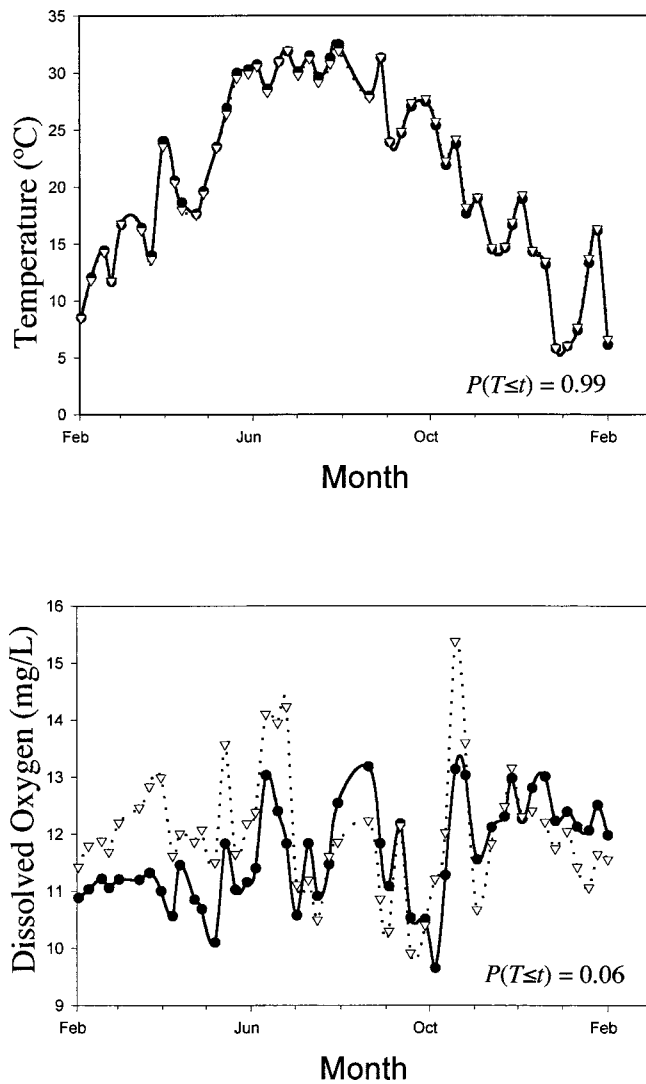 35
30
25
20
15
10
5
0
Temperature (°C)
P(T≤t) = 0.99
Feb Jun Oct Feb
Month
16
15
14
13
12
11
10
9
Dissolved Oxygen (mg/L)
P(T≤t) = 0.06
Feb Jun Oct Feb
Month